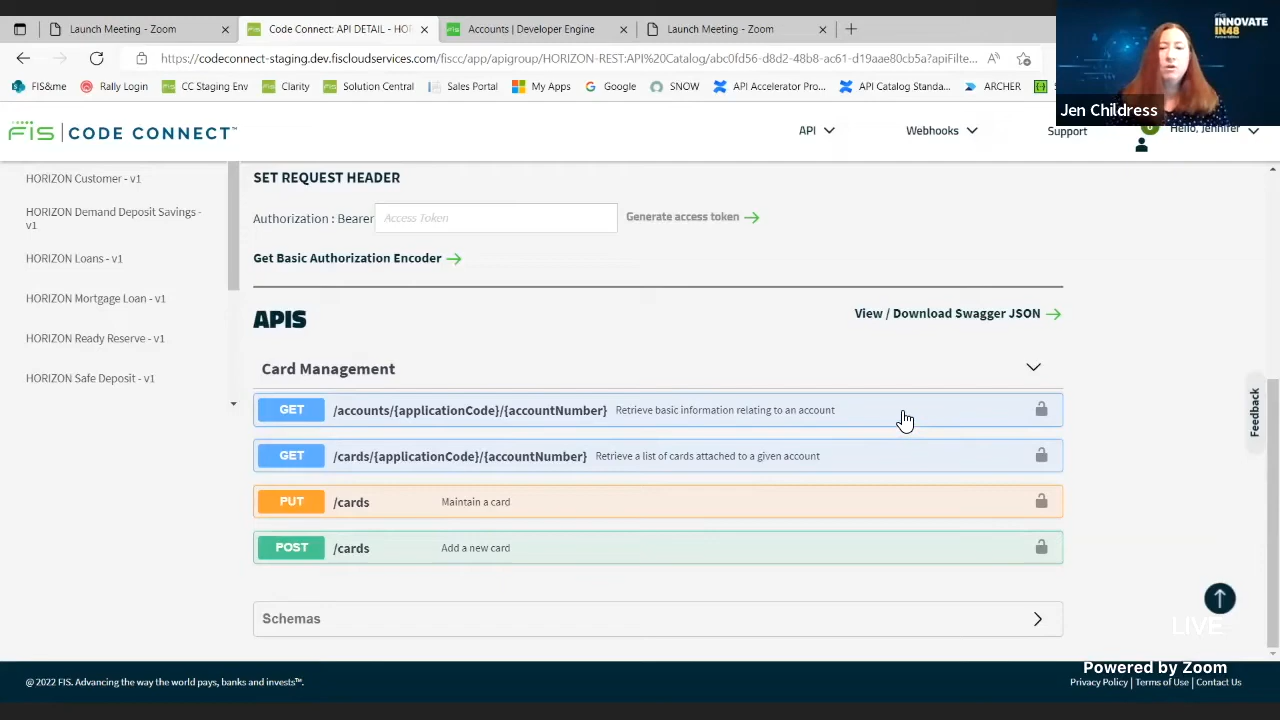 Launch Meeting - Zoom
Code Connect: API DETAIL - HOR
Accounts | Developer Engine
Launch Meeting - Zoom
https://codeconnect-staging.dev.fiscloudservices.com/fiscc/c/apigroup/HORIZON-REST:API%20Catalog/abc0fd56-d8d2-48b8-ac61-d19aae80cb5a?apiFilte...
FIS&me
Rally Login
CC Staging Env
Clarity
Solution Central
Sales Portal
My Apps
Google
SNOW
API Accelerator Pro...
API Catalog Standa...
ARCHER
FIS
INNOVATE
IN48
Jen Childress
FIS | CODE CONNECT™
API
Webhooks
Support
Hello, Jennifer
HORIZON Customer - v1
HORIZON Demand Deposit Savings -
v1
HORIZON Loans - v1
HORIZON Mortgage Loan - v1
HORIZON Ready Reserve - v1
HORIZON Safe Deposit - v1
SET REQUEST HEADER
Authorization : Bearer Access Token Generate access token
Get Basic Authorization Encoder
APIS
View / Download Swagger JSON
Card Management
GET /accounts/{applicationCode}/{accountNumber} Retrieve basic information relating to an account
GET /cards/{applicationCode}/{accountNumber} Retrieve a list of cards attached to a given account
PUT /cards Maintain a card
POST /cards Add a new card
Schemas
Feedback
LIVE
Powered by Zoom
@ 2022 FIS. Advancing the way the world pays, banks and invests™.
Privacy Policy | Terms of Use | Contact Us